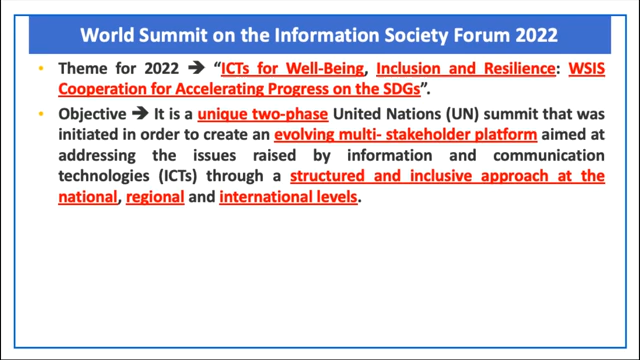 World Summit on the Information Society Forum 2022
• Theme for 2022 ➔ “ICTs for Well-Being, Inclusion and Resilience: WSIS
Cooperation for Accelerating Progress on the SDGs”.
• Objective ➔ It is a unique two-phase United Nations (UN) summit that was
initiated in order to create an evolving multi- stakeholder platform aimed at
addressing the issues raised by information and communication
technologies (ICTs) through a structured and inclusive approach at the
national, regional and international levels.